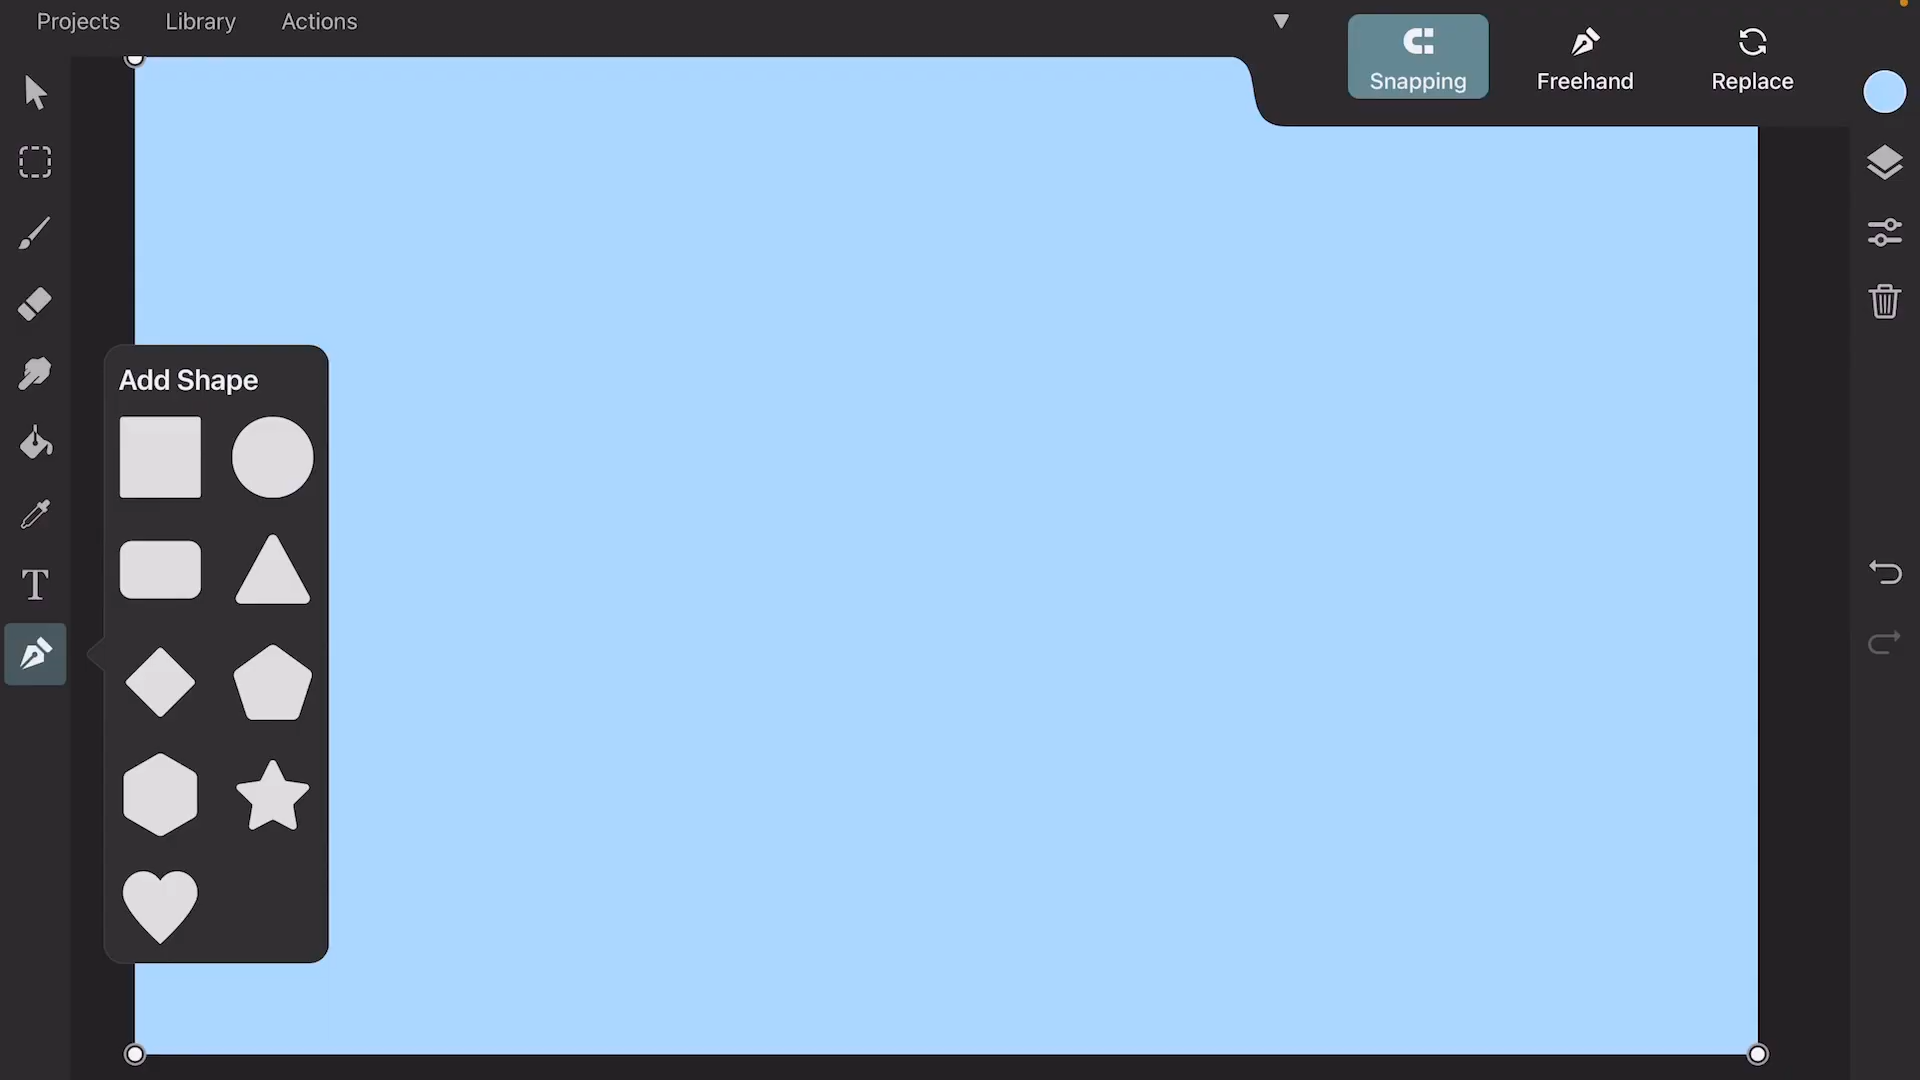 Projects
Library
Actions
Snapping
Freehand
Replace
Add Shape
T